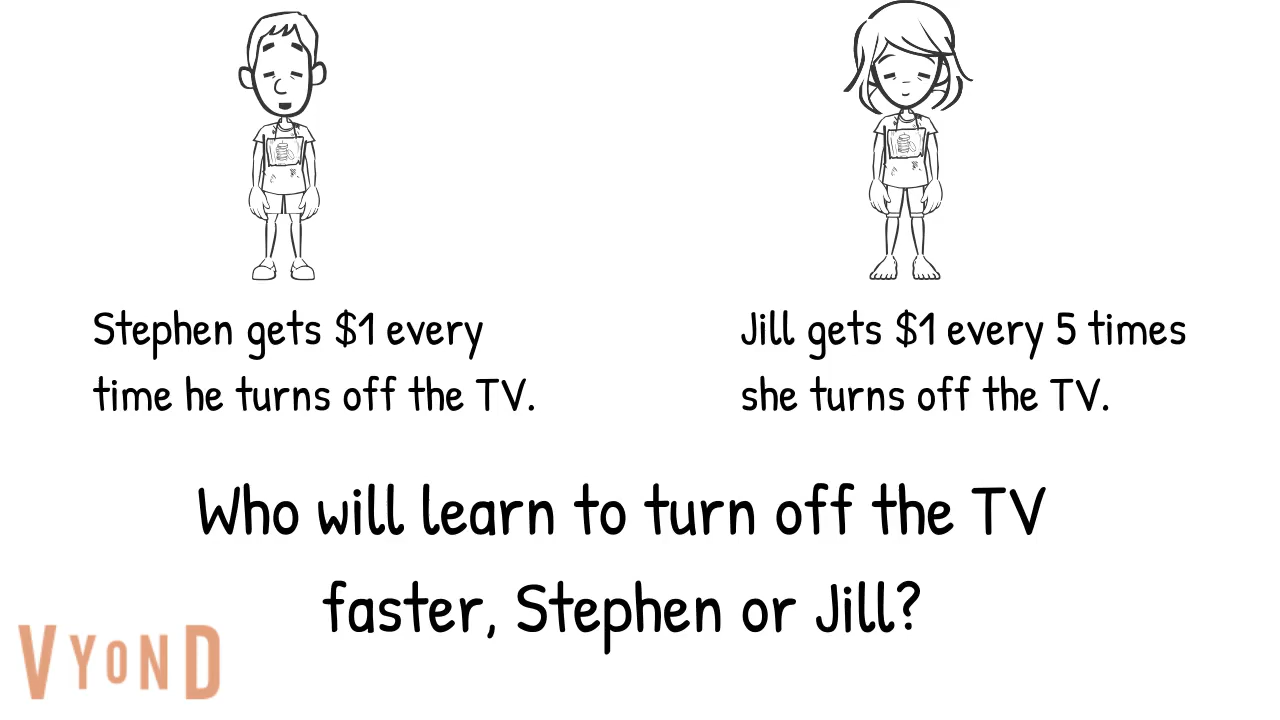 Stephen gets $1 every
time he turns off the TV.
Jill gets $1 every 5 times
she turns off the TV.
Who will learn to turn off the TV
faster, Stephen or Jill?
VYOND